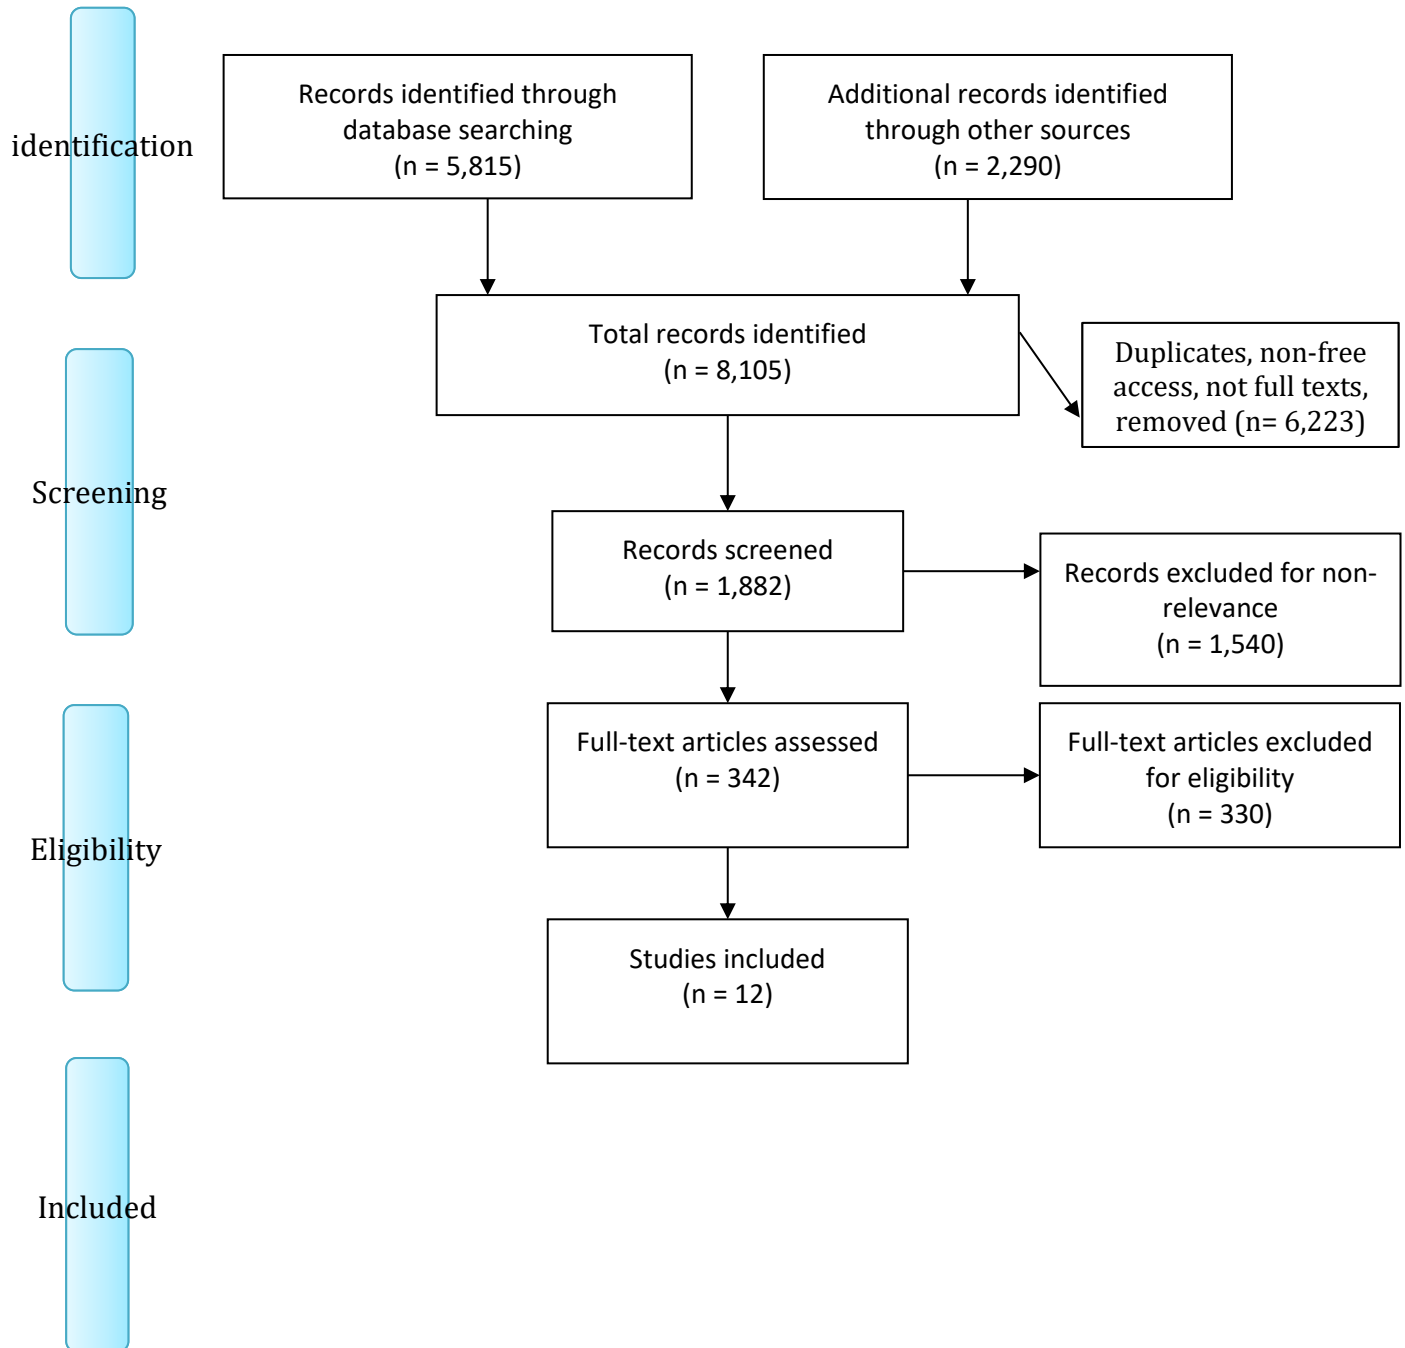 identification
Records identified through
database searching
(n = 5,815)
Additional records identified
through other sources
(n = 2,290)
Total records identified
(n = 8,105)
Duplicates, non-free
access, not full texts,
removed (n= 6,223)
Screening
Records screened
(n = 1,882)
Records excluded for non-
relevance
(n = 1,540)
Full-text articles assessed
(n = 342)
Full-text articles excluded
for eligibility
(n = 330)
Eligibility
Studies included
(n = 12)
Included